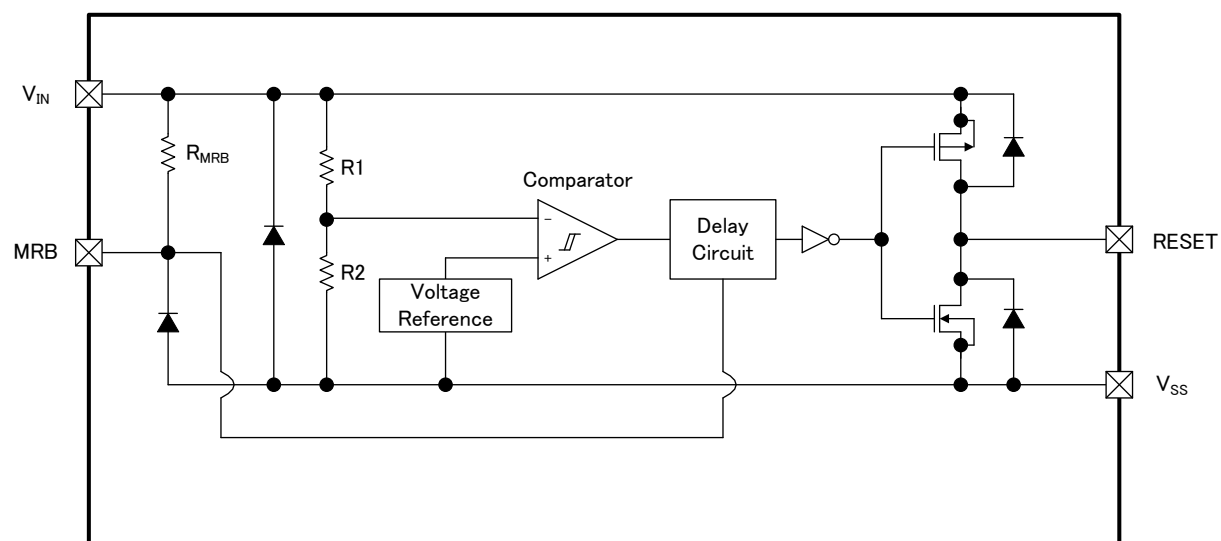 VIN
RMRB
R1
Comparator
−
+
Delay
Circuit
MRB
R2
Voltage
Reference
RESET
VSS